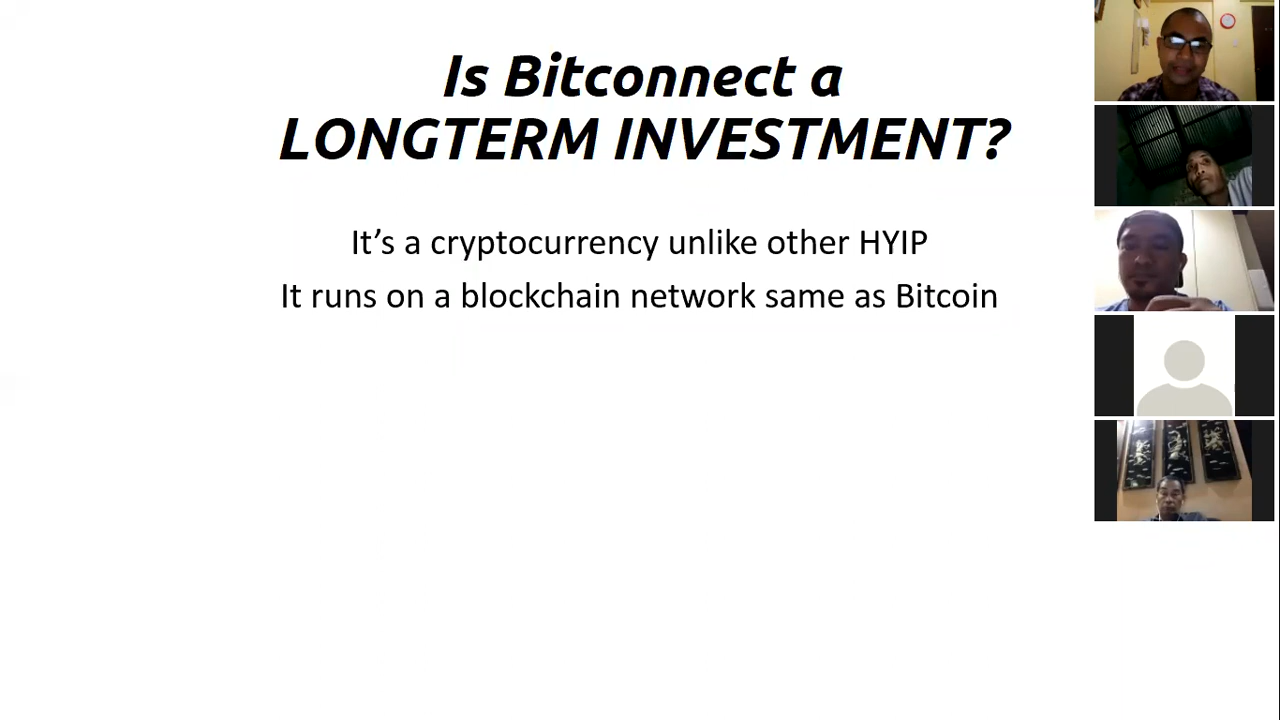 Is Bitconnect a
LONGTERM INVESTMENT?
It’s a cryptocurrency unlike other HYIP
It runs on a blockchain network same as Bitcoin